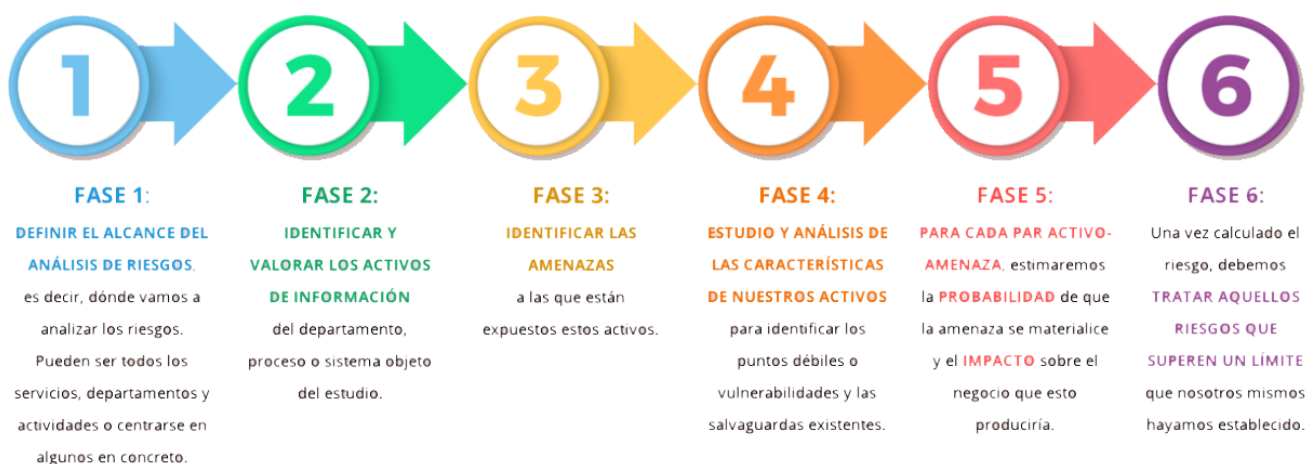 1
2
3
4
5
6
FASE 1:
DEFINIR EL ALCANCE DEL
ANÁLISIS DE RIESGOS,
es decir, dónde vamos a
analizar los riesgos.
Pueden ser todos los
servicios, departamentos y
actividades o centrarse en
algunos en concreto.
FASE 2:
IDENTIFICAR Y
VALORAR LOS ACTIVOS
DE INFORMACIÓN
del departamento,
proceso o sistema objeto
del estudio.
FASE 3:
IDENTIFICAR LAS
AMENAZAS
a las que están
expuestos estos activos.
FASE 4:
ESTUDIO Y ANÁLISIS DE
LAS CARACTERÍSTICAS
DE NUESTROS ACTIVOS
para identificar los
puntos débiles o
vulnerabilidades y las
salvaguardas existentes.
FASE 5:
PARA CADA PAR ACTIVO-
AMENAZA, estimaremos
la PROBABILIDAD de que
la amenaza se materialice
y el IMPACTO sobre el
negocio que esto
produciría.
FASE 6:
Una vez calculado el
riesgo, debemos
TRATAR AQUELLOS
RIESGOS QUE
SUPEREN UN LÍMITE
que nosotros mismos
hayamos establecido.